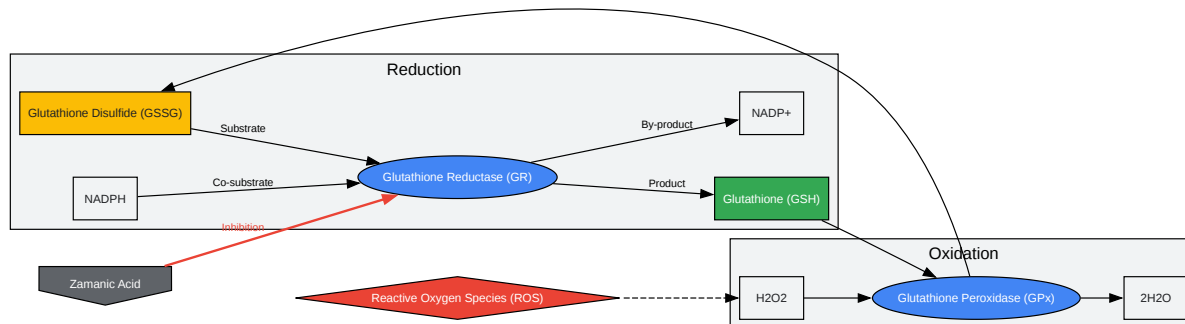 Reduction
Glutathione Disulfide (GSSG)
NADP+
Substrate
By-product
Glutathione Reductase (GR)
Co-substrate
Product
NADPH
Glutathione (GSH)
Inhibition
Oxidation
Zamanic Acid
Reactive Oxygen Species (ROS)
H2O2
Glutathione Peroxidase (GPx)
2H2O